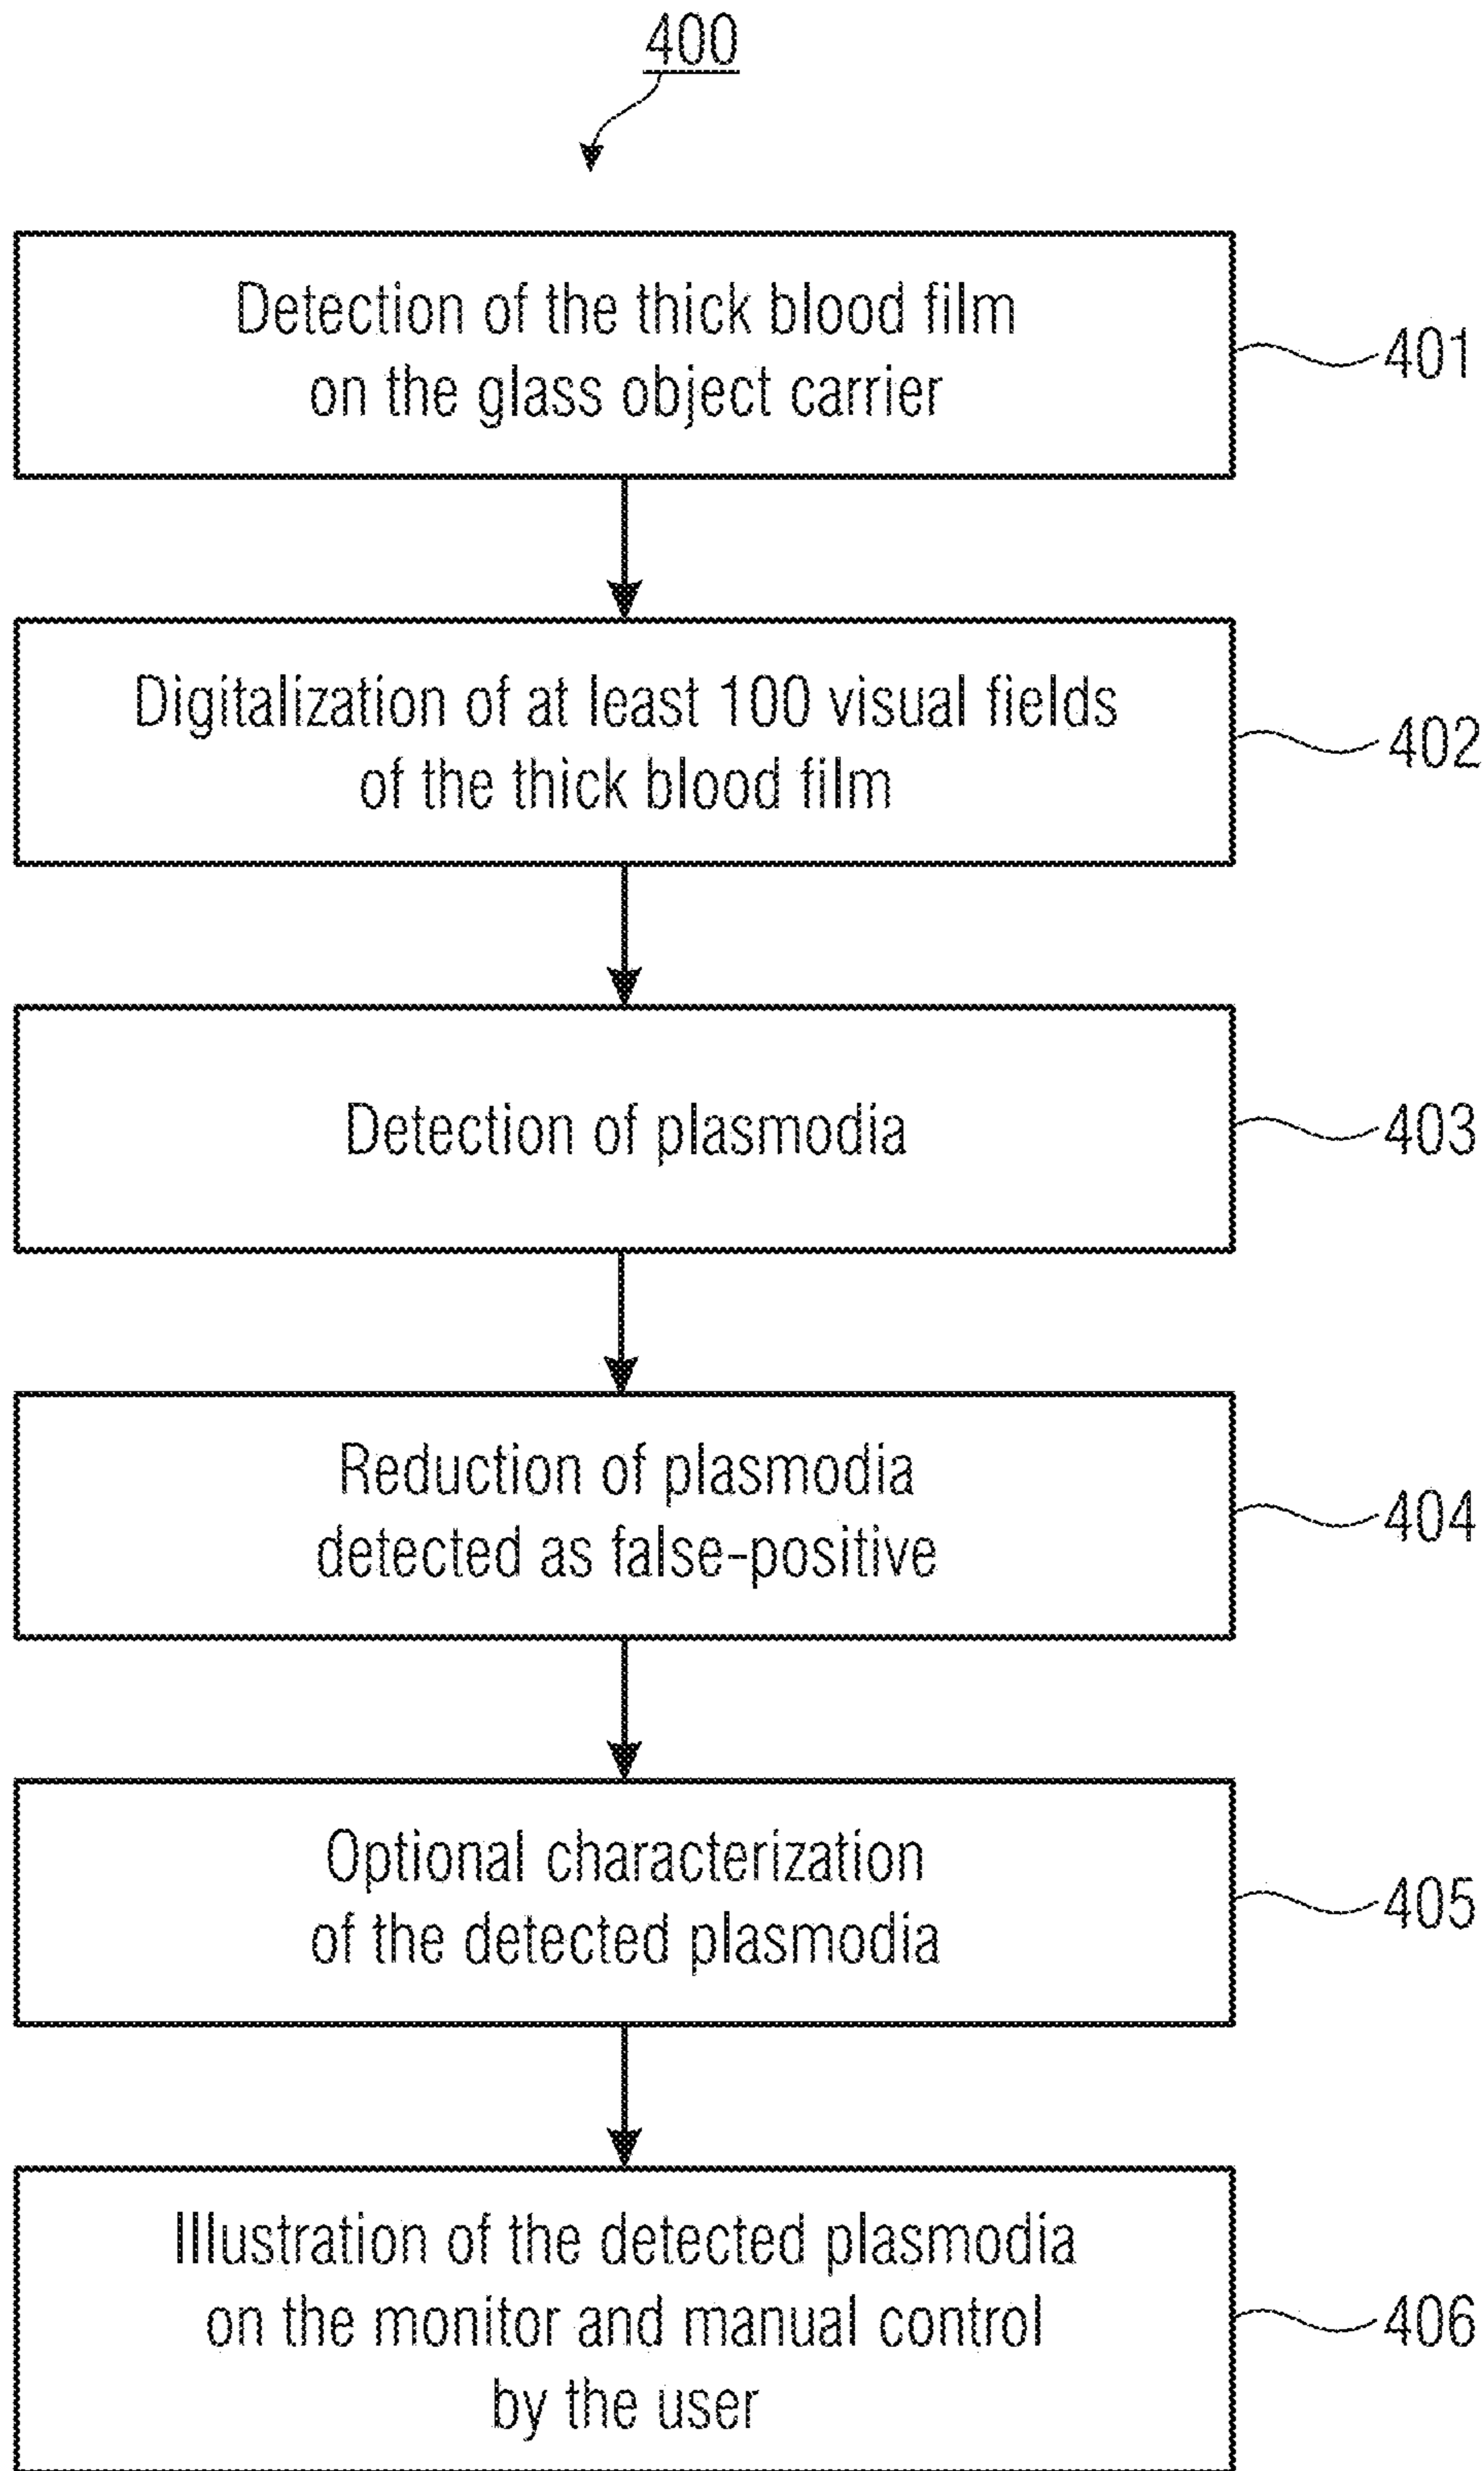 400
Detection of the thick blood film
on the glass object carrier
401
Digitalization of at least 100 visual fields
of the thick blood film
402
Detection of plasmodia
403
Reduction of plasmodia
detected as false-positive
404
Optional characterization
of the detected plasmodia
405
Illustration of the detected plasmodia
on the monitor and manual control
by the user
406